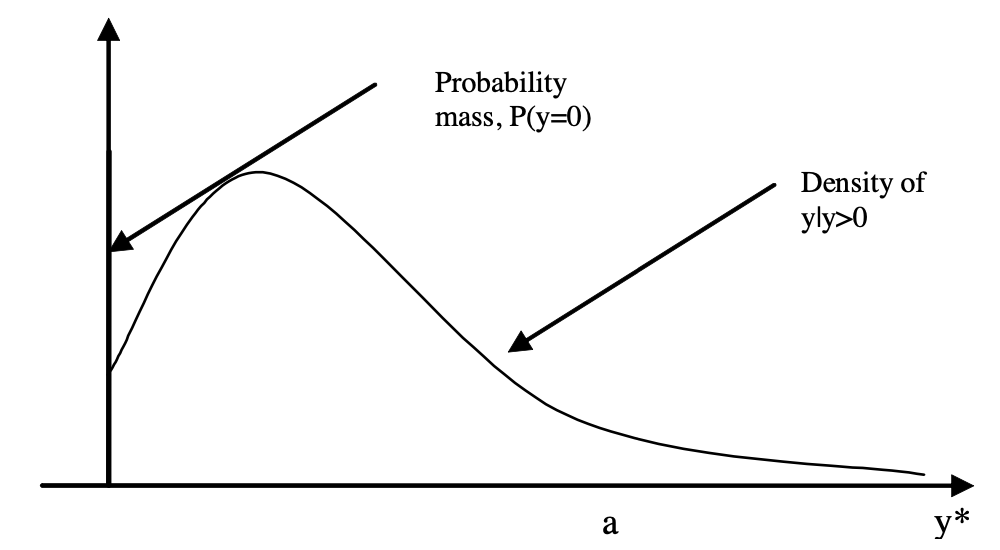 Probability
mass, P(y=0)
Density of
y|y>0
a
y*